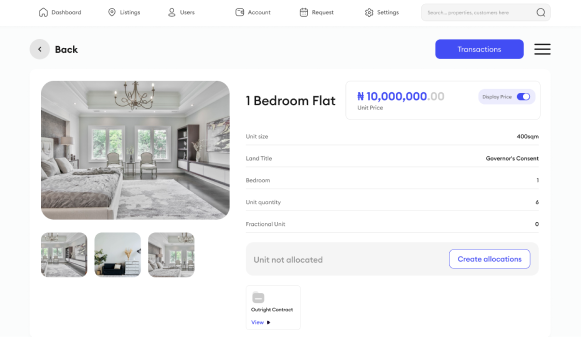 Dashboard
Listings
Users
Account
Request
Settings
Search... properties, customers here
Back
Transactions
1 Bedroom Flat
₦ 10,000,000.00
Unit Price
Display Price
Unit size
400sqm
Land Title
Governor's Consent
Bedroom
1
Unit quantity
6
Fractional Unit
0
Unit not allocated
Create allocations
Outright Contract
View